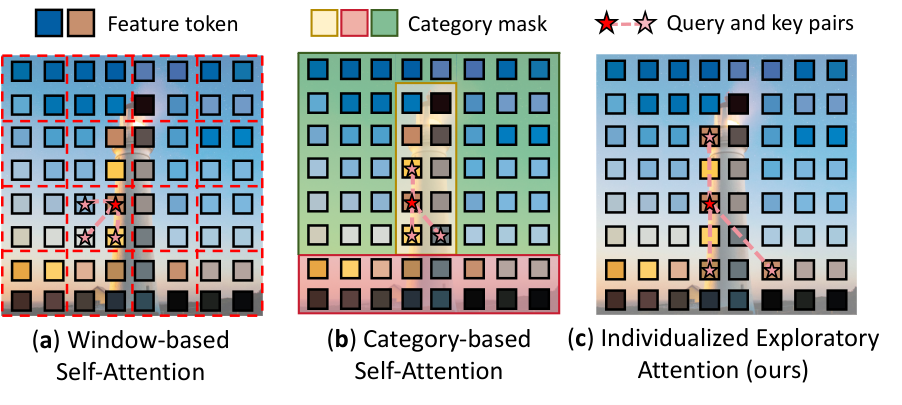 Feature token
Category mask
Query and key pairs
(a) Window-based
Self-Attention
(b) Category-based
Self-Attention
(c) Individualized Exploratory
Attention (ours)